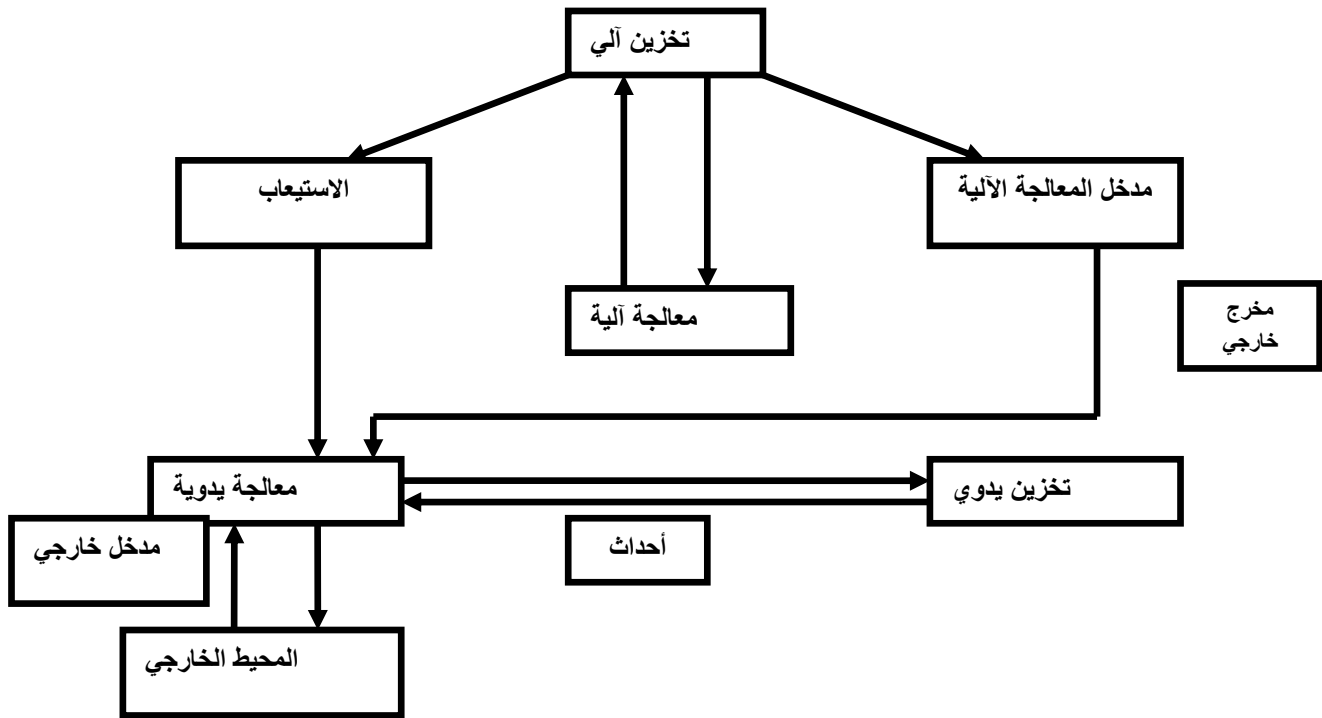 تخزين آلي
الاستيعاب
مدخل المعالجة الآلية
معالجة آلية
مخرج
خارجي
معالجة يدوية
تخزين يدوي
مدخل خارجي
أحداث
المحيط الخارجي